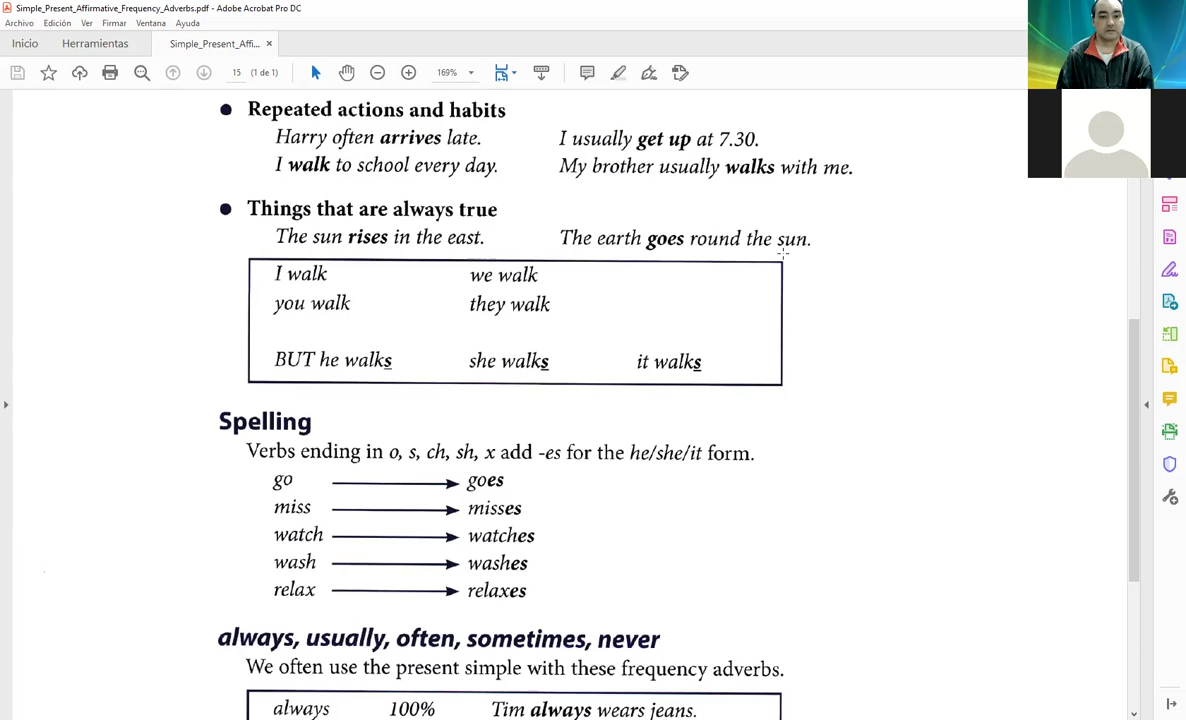 Simple_Present_Affirmative_Frequency_Adverbs.pdf - Adobe Acrobat Pro DC
Archivo Edición Ver Firmar Ventana Ayuda
Inicio Herramientas Simple_Present_Affi... ×
15 (1 de 1) 169%
Repeated actions and habits
Harry often arrives late. I usually get up at 7.30.
I walk to school every day. My brother usually walks with me.
Things that are always true
The sun rises in the east. The earth goes round the sun.
I walk we walk
you walk they walk
BUT he walks she walks it walks
Spelling
Verbs ending in o, s, ch, sh, x add -es for the he/she/it form.
go goes
miss misses
watch watches
wash washes
relax relaxes
always, usually, often, sometimes, never
We often use the present simple with these frequency adverbs.
always 100% Tim always wears jeans.